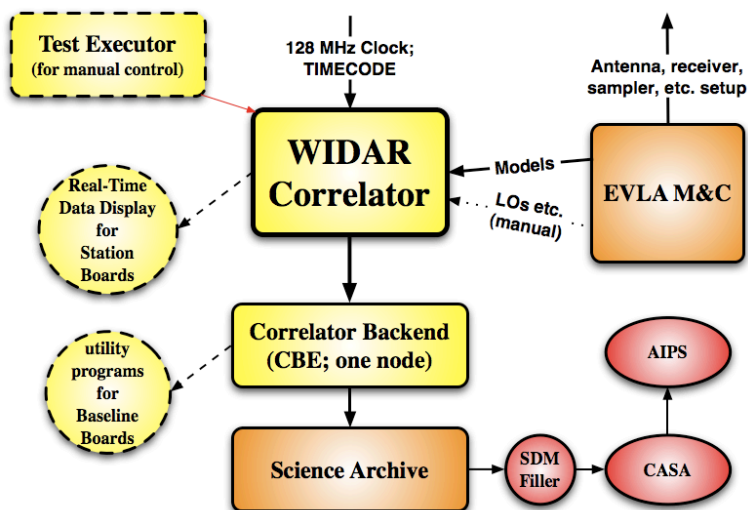 Test Executor
(for manual control)
128 MHz Clock;
TIMECODE
Antenna, receiver,
sampler, etc. setup
WIDAR
Correlator
Models
LOs etc.
(manual)
EVLA M&C
Real-Time
Data Display
for
Station
Boards
Correlator Backend
(CBE; one node)
utility
programs
for
Baseline
Boards
AIPS
Science Archive
SDM
Filler
CASA